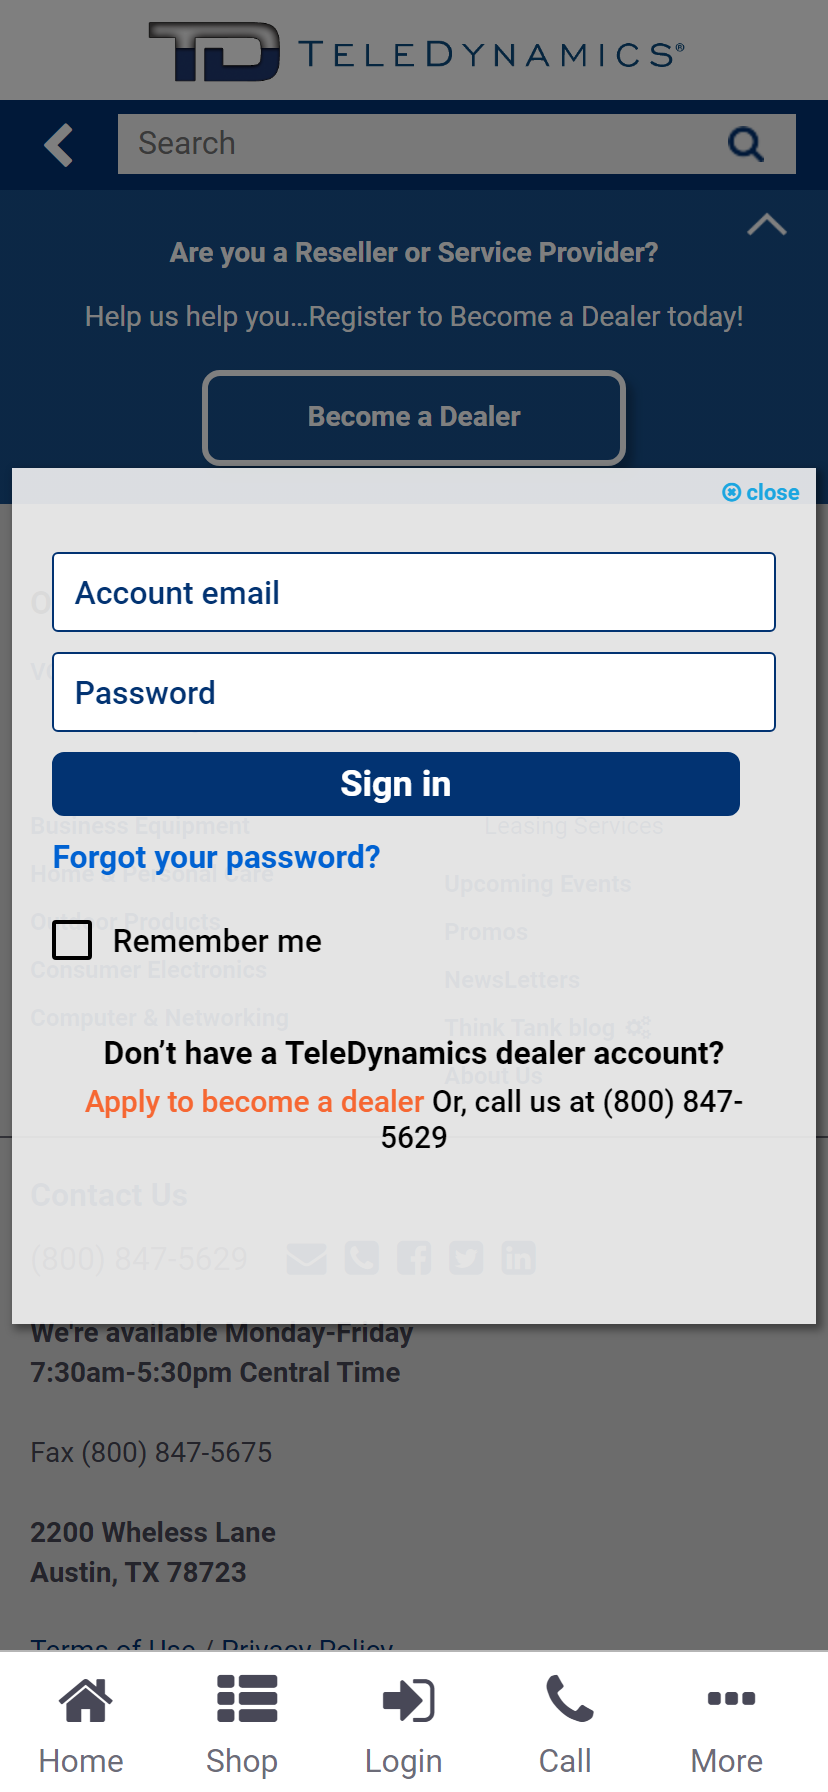 TD TELEDYNAMICS®
Search
Are you a Reseller or Service Provider?
Help us help you...Register to Become a Dealer today!
Become a Dealer
close
Account email
Password
Sign in
Business Equipment
Leasing Services
Forgot your password?
Home & Personal Care
Upcoming Events
Outdoor Products
Promos
Remember me
Consumer Electronics
NewsLetters
Computer & Networking
Think Tank blog
Don't have a TeleDynamics dealer account?
About Us
Apply to become a dealer Or, call us at (800) 847-
5629
Contact Us
(800) 847-5629
We're available Monday-Friday
7:30am-5:30pm Central Time
Fax (800) 847-5675
2200 Wheless Lane
Austin, TX 78723
Terms of Use / Privacy Policy
Home
Shop
Login
Call
More